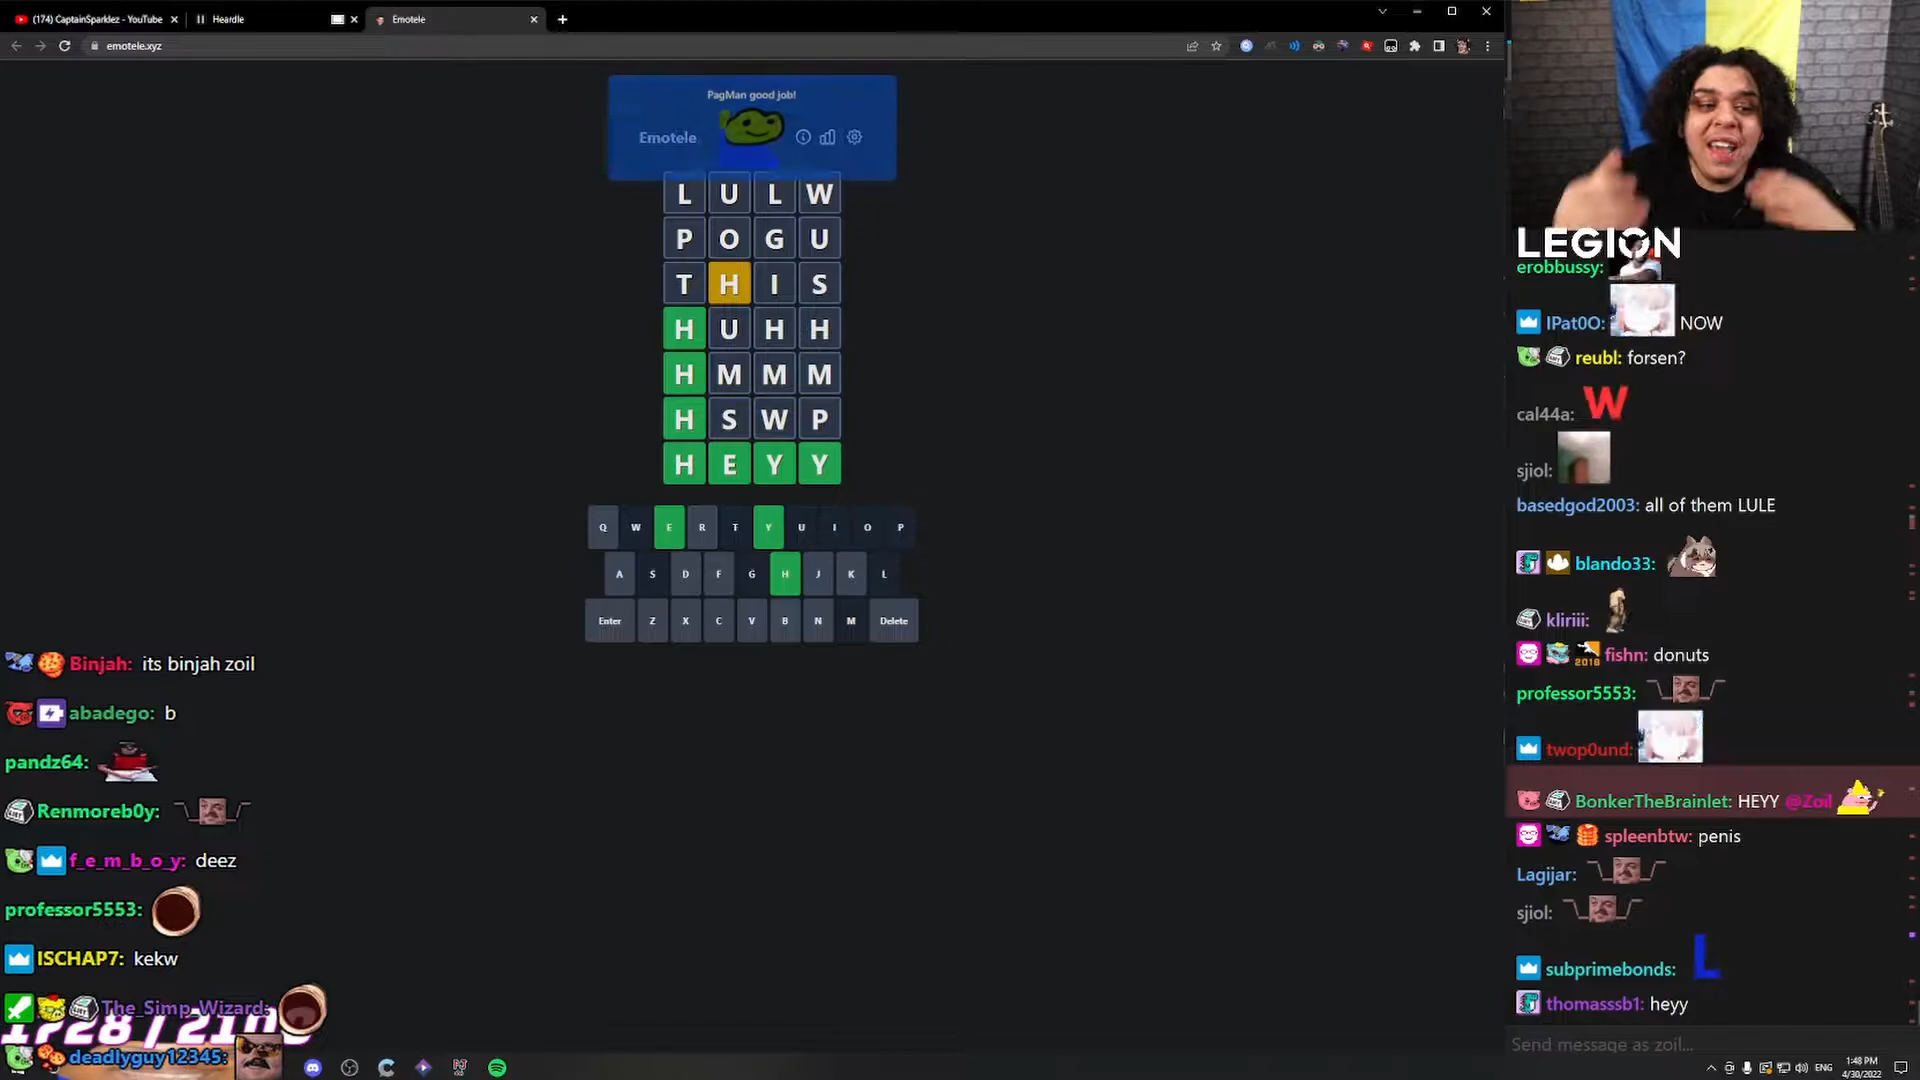 (174) CaptainSparklez - YouTube
Heardle
Emotele
emotele.xyz
PagMan good job!
Emotele
L U L W
P O G U
T H I S
H U H H
H M M M
H S W P
H E Y Y
Q W E R T Y U I O P
A S D F G H J K L
Enter Z X C V B N M Delete
Binjah: its binjah zoil
abadego: b
pandz64:
Renmoreb0y:
f_e_m_b_o_y: deez
professor5553:
ISCHAP7: kekw
The_Simp_Wizard:
deadlyguy12345:
LEGION
erobbussy:
IPat0O: NOW
reubl: forsen?
cal44a: W
sjiol:
basedgod2003: all of them LULE
blando33:
kliriii:
2018 fishn: donuts
professor5553:
twop0und:
BonkerTheBrainlet: HEYY @Zoil
spleenbtw: penis
Lagijar:
sjiol:
subprimebonds: L
thomasssb1: heyy
Send message as zoil...
ENG
1:48 PM
4/30/2022